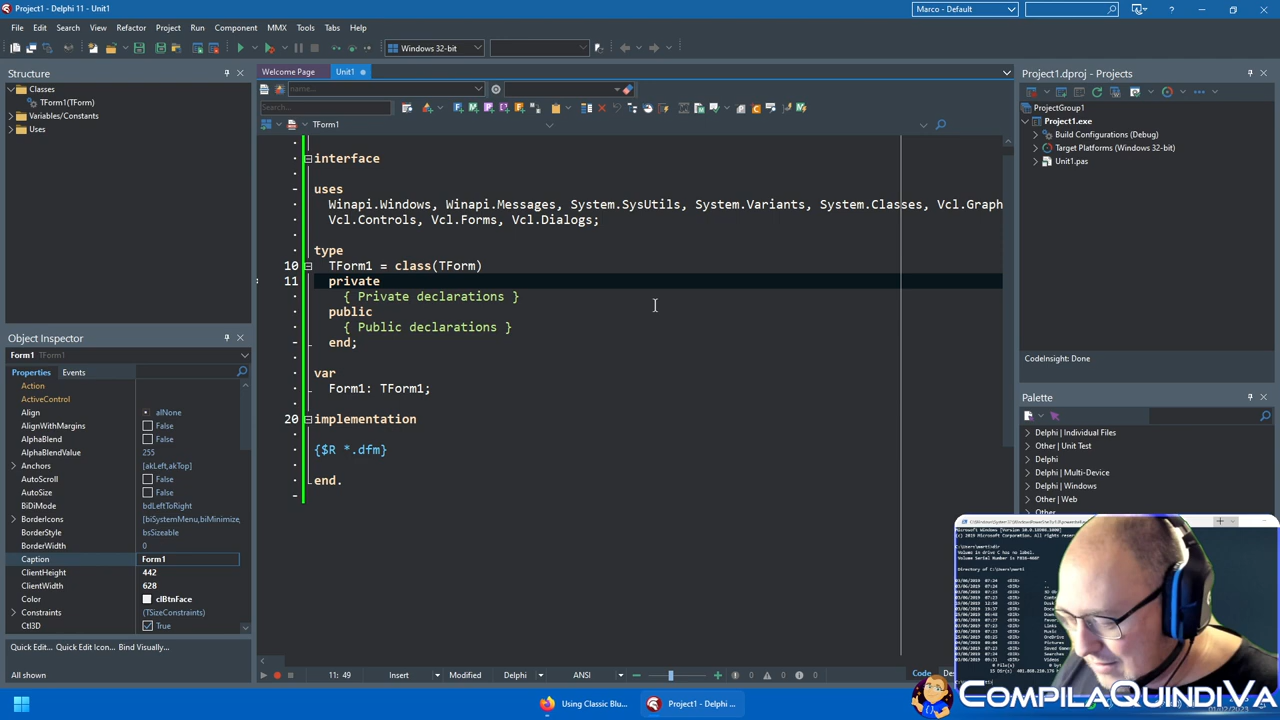 Project1 - Delphi 11 - Unit1
Marco - Default
File Edit Search View Refactor Project Run Component MMX Tools Tabs Help
Windows 32-bit
Structure
Classes
TForm1(TForm)
Variables/Constants
Uses
Welcome Page
Unit1
name...
Search...
TForm1
interface
uses
Winapi.Windows, Winapi.Messages, System.SysUtils, System.Variants, System.Classes, Vcl.Graph
Vcl.Controls, Vcl.Forms, Vcl.Dialogs;
type
10 TForm1 = class(TForm)
11 private
{ Private declarations }
public
{ Public declarations }
end;
var
Form1: TForm1;
20 implementation
{$R *.dfm}
end.
Project1.dproj - Projects
ProjectGroup1
Project1.exe
Build Configurations (Debug)
Target Platforms (Windows 32-bit)
Unit1.pas
CodeInsight: Done
Palette
Delphi | Individual Files
Other | Unit Test
Delphi
Delphi | Multi-Device
Delphi | Windows
Other | Web
Other
Object Inspector
Form1 TForm1
Properties Events
Action
ActiveControl
Align alNone
AlignWithMargins False
AlphaBlend False
AlphaBlendValue 255
Anchors [akLeft,akTop]
AutoScroll False
AutoSize False
BiDiMode bdLeftToRight
BorderIcons [biSystemMenu,biMinimize,
BorderStyle bsSizeable
BorderWidth 0
Caption Form1
ClientHeight 442
ClientWidth 628
Color clBtnFace
Constraints (TSizeConstraints)
Ctl3D True
Quick Edit... Quick Edit Icon... Bind Visually...
All shown
Insert Modified Delphi
0 0 0
Code
Using Classic Blu...
Project1 - Delphi ...
COMPILAQUINDIVA